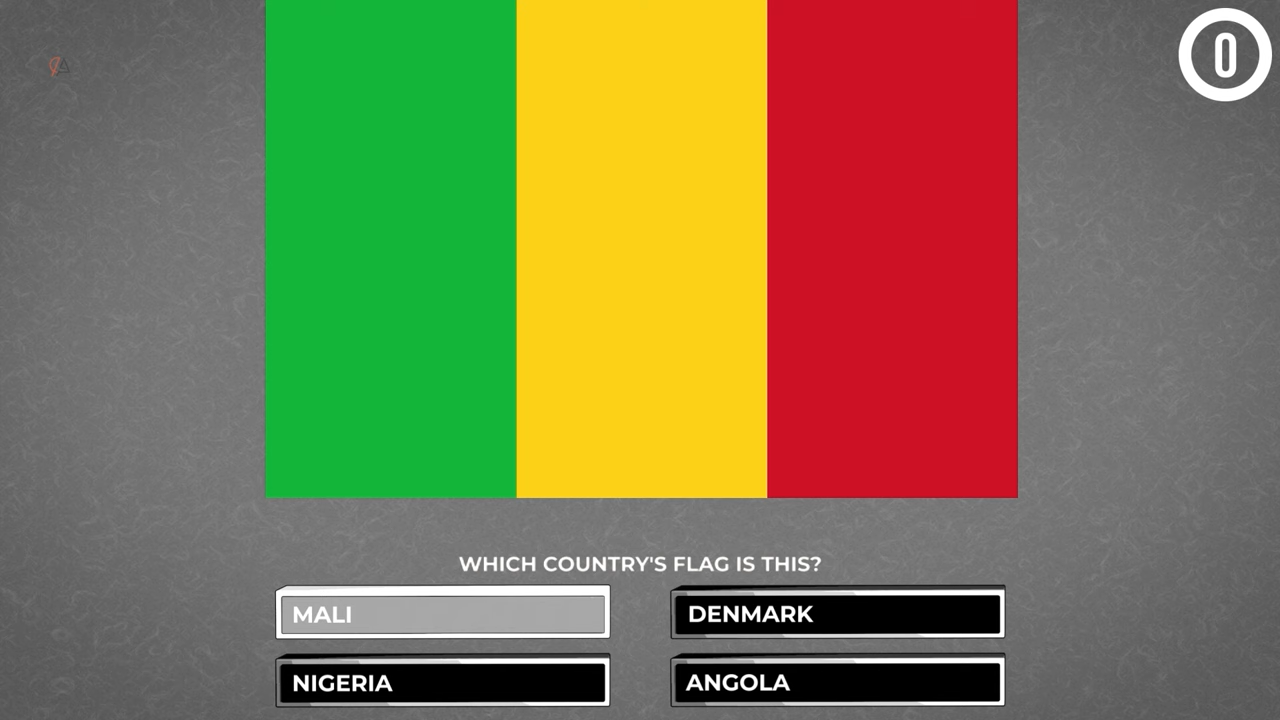 0
WHICH COUNTRY'S FLAG IS THIS?
MALI
DENMARK
NIGERIA
ANGOLA